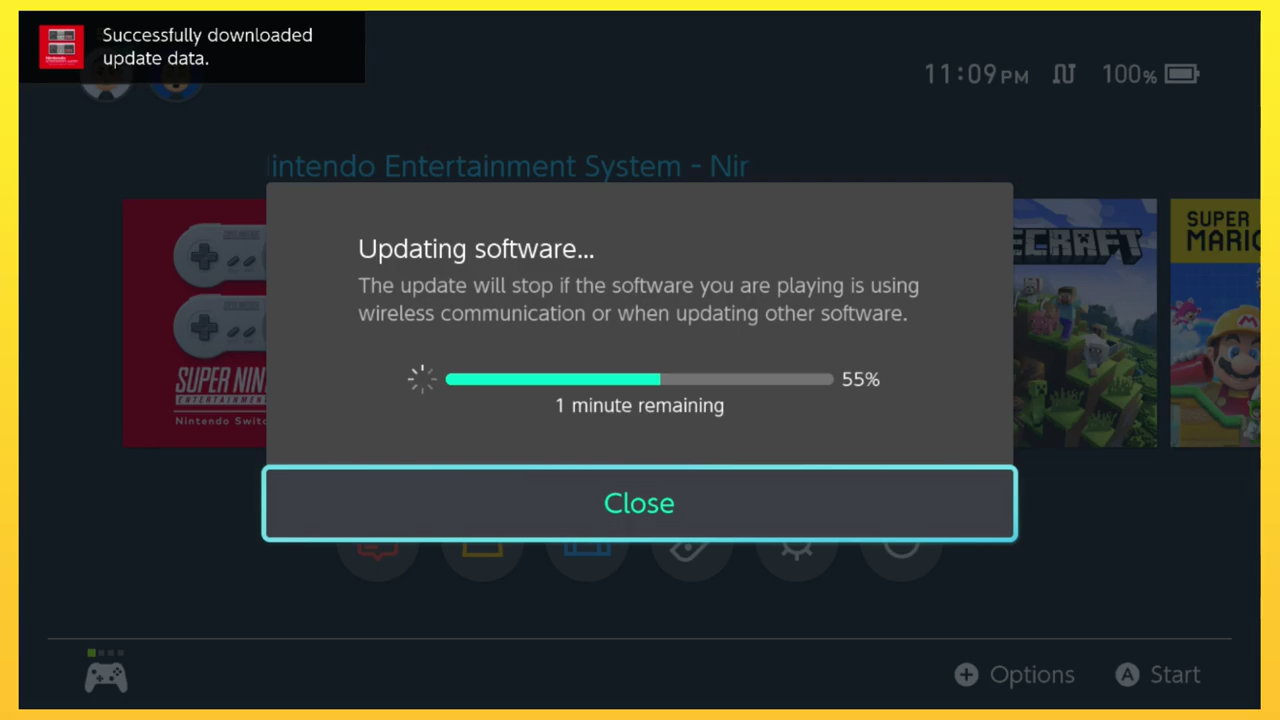 Successfully downloaded
update data.
11:09 PM
100%
intendo Entertainment System - Nir
SUPER NIN
ENTERTAINMENT
Nintendo Switc
Updating software...
The update will stop if the software you are playing is using
wireless communication or when updating other software.
55%
1 minute remaining
Close
ECRAFT
SUPER
MARIO
Options
A Start